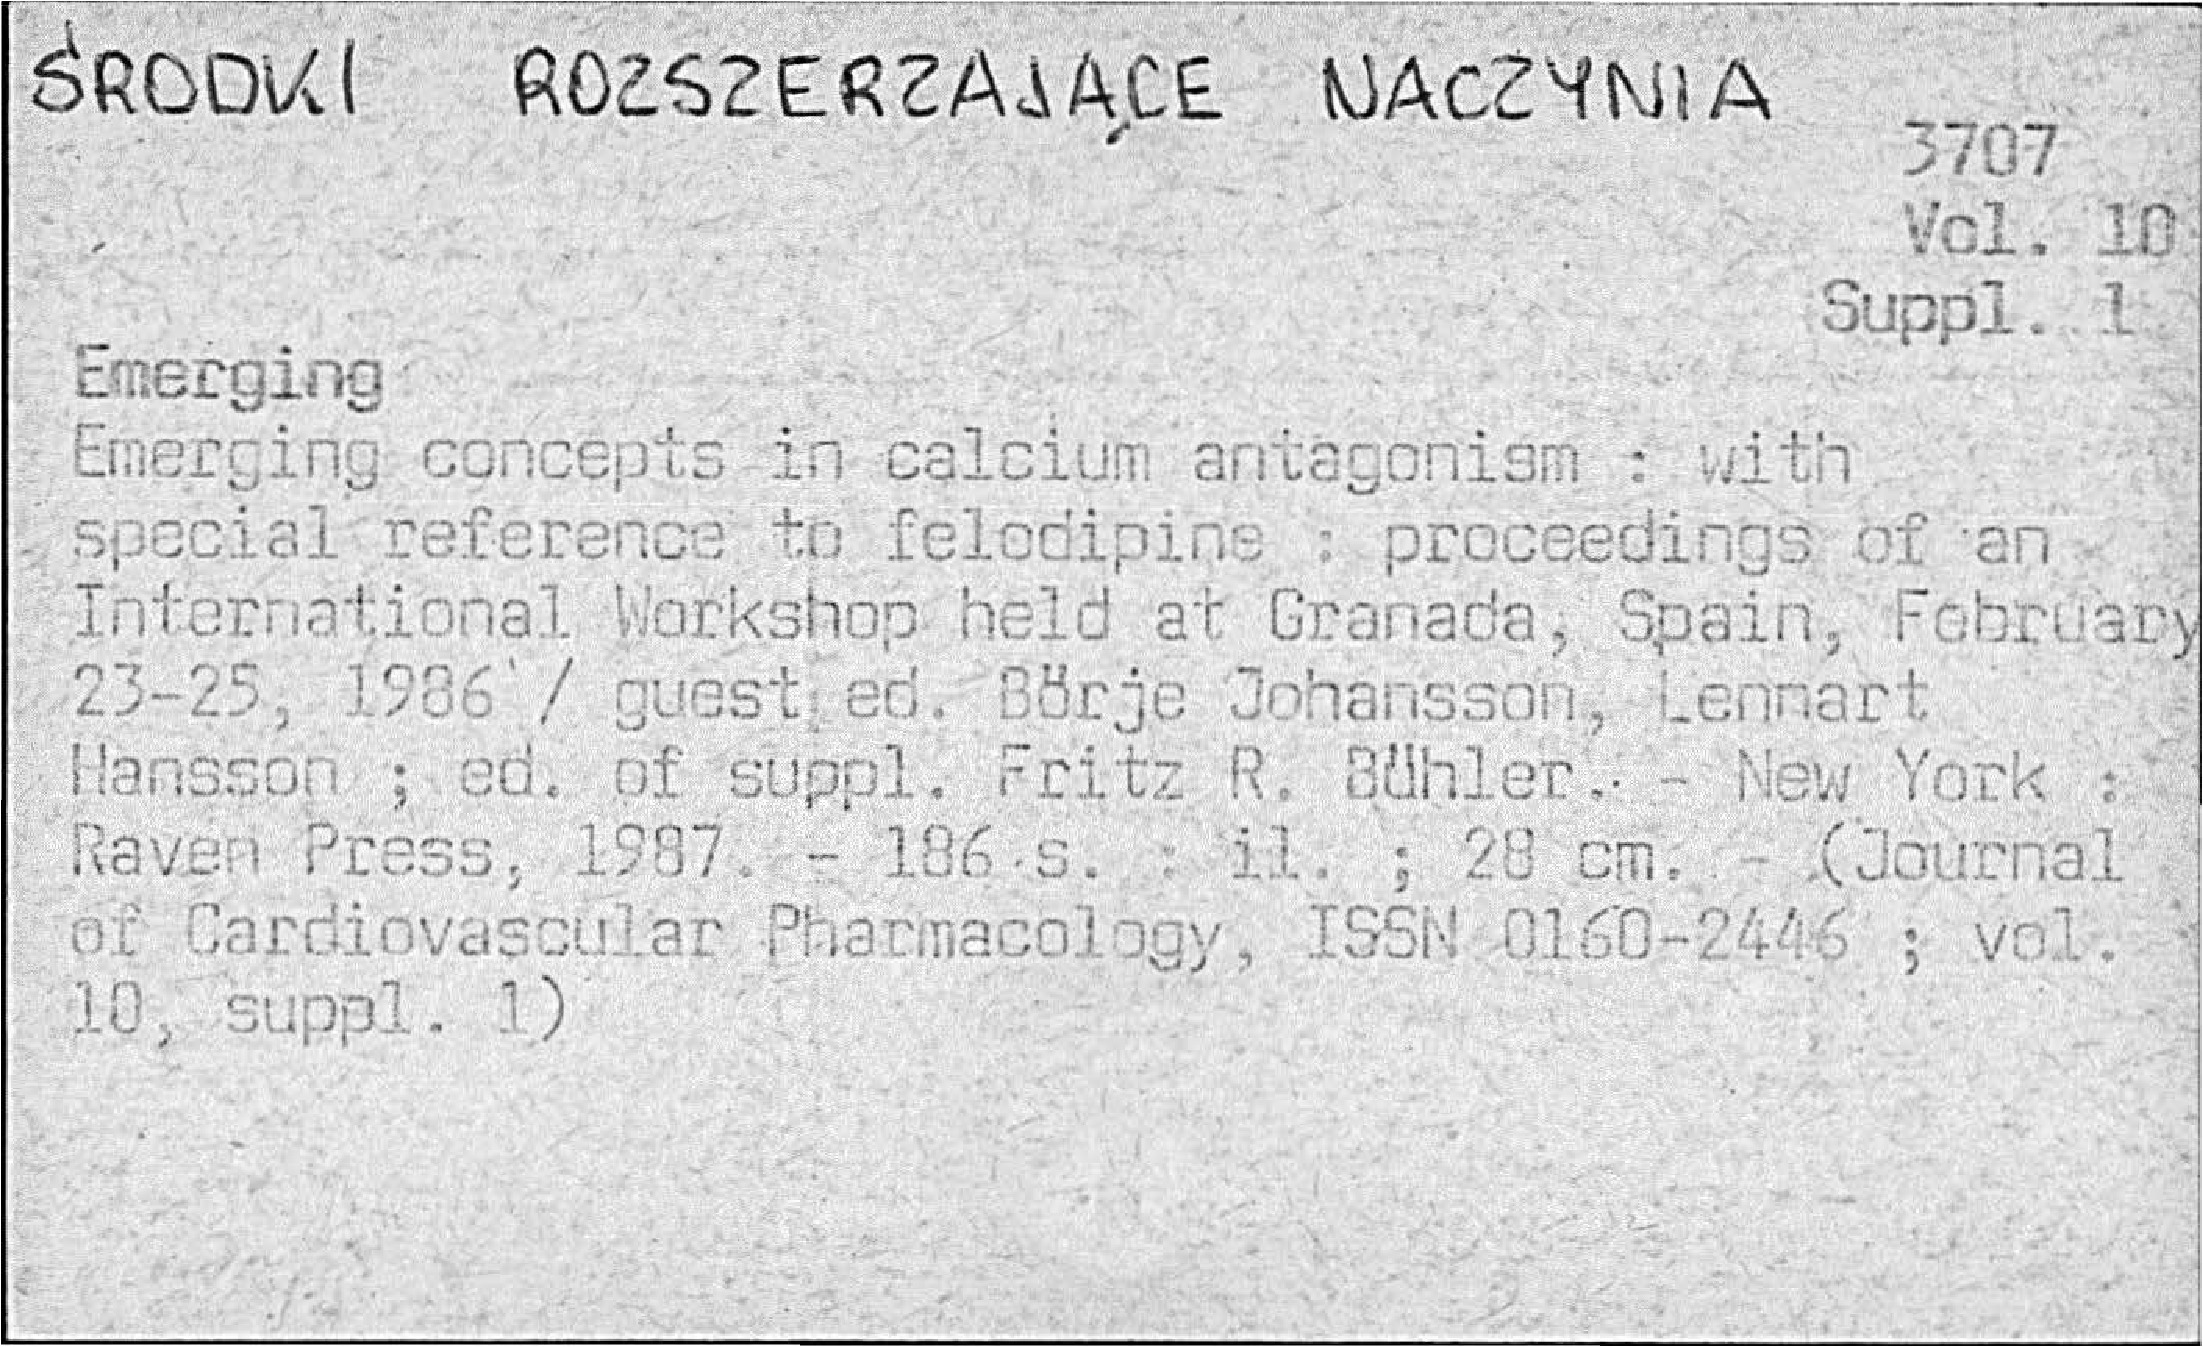 ŚRODKI ROZSZERZAJĄCE NACZYNIA
3707
Vol. 10
Suppl. 1
Emerging
Emerging concepts in calcium antagonism : with
special reference to felodipine : proceedings of an
International Workshop held at Granada, Spain, February
23-25, 1986 / guest ed. Börje Johansson, Lennart
Hansson ; ed. of suppl. Fritz R. Bühler. - New York :
Raven Press, 1987. - 186 s. : il. ; 28 cm. - (Journal
of Cardiovascular Pharmacology, ISSN 0160-2446 ; vol.
10, suppl. 1)